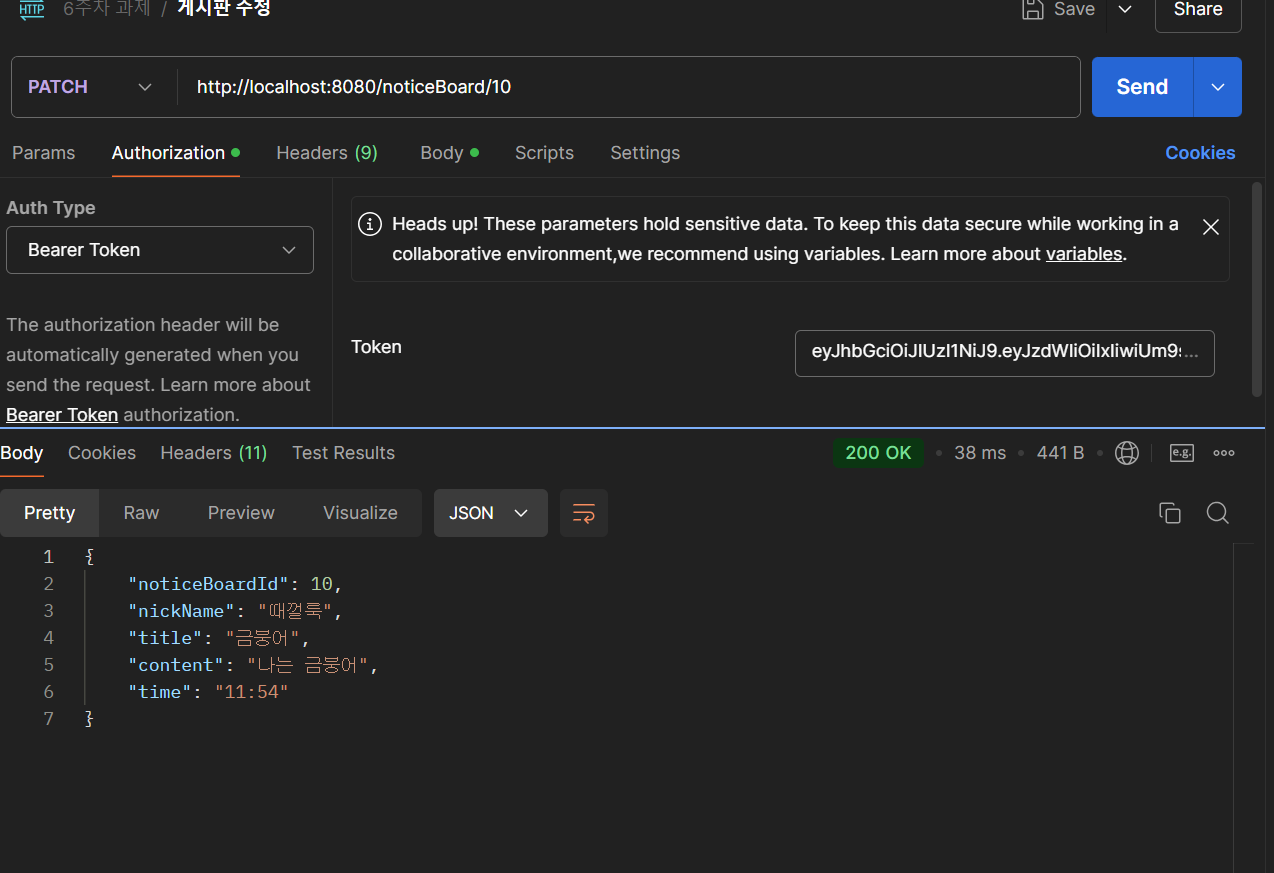 HTTP 6주차 과제 / 게시판 수정 Save Share
PATCH http://localhost:8080/noticeBoard/10 Send
Params Authorization Headers (9) Body Scripts Settings Cookies
Auth Type
Bearer Token
The authorization header will be
automatically generated when you
send the request. Learn more about
Bearer Token authorization.
Heads up! These parameters hold sensitive data. To keep this data secure while working in a
collaborative environment,we recommend using variables. Learn more about variables.
Token eyJhbGciOiJIUzI1NiJ9.eyJzdWIiOiIxIiwiUm9s...
Body Cookies Headers (11) Test Results 200 OK 38 ms 441 B e.g.
Pretty Raw Preview Visualize JSON
1 {
2 "noticeBoardId": 10,
3 "nickName": "때껄룩",
4 "title": "금붕어",
5 "content": "나는 금붕어",
6 "time": "11:54"
7 }